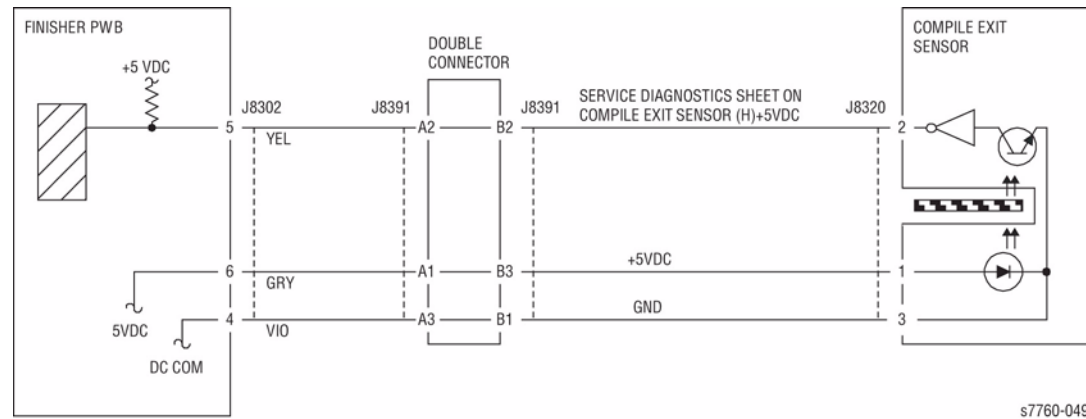 FINISHER PWB
+5 VDC
J8302
5
YEL
6
GRY
4
VIO
5VDC
DC COM
DOUBLE
CONNECTOR
J8391
A2
B2
A1
B3
A3
B1
J8391
SERVICE DIAGNOSTICS SHEET ON
COMPILE EXIT SENSOR (H)+5VDC
+5VDC
GND
J8320
2
1
3
COMPILE EXIT
SENSOR
s7760-049